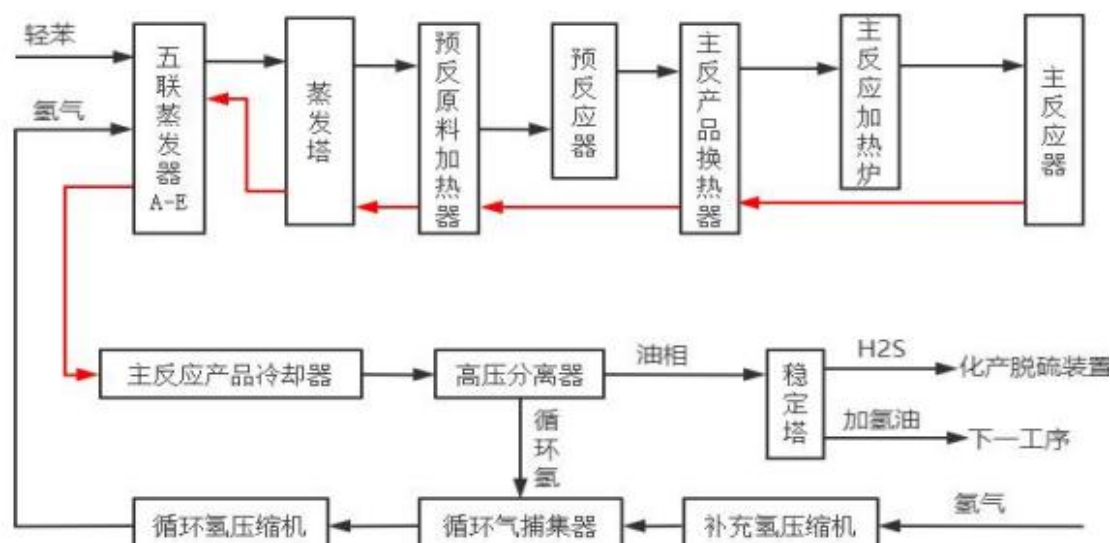 轻苯
氢气
五联蒸发器
A-E
蒸发塔
预反原料加热器
预反应器
主反产品换热器
主反应加热炉
主反应器
主反应产品冷却器
高压分离器
油相
稳定塔
H2S
化产脱硫装置
加氢油
下一工序
循环氢
循环氢压缩机
循环气捕集器
补充氢压缩机
氢气